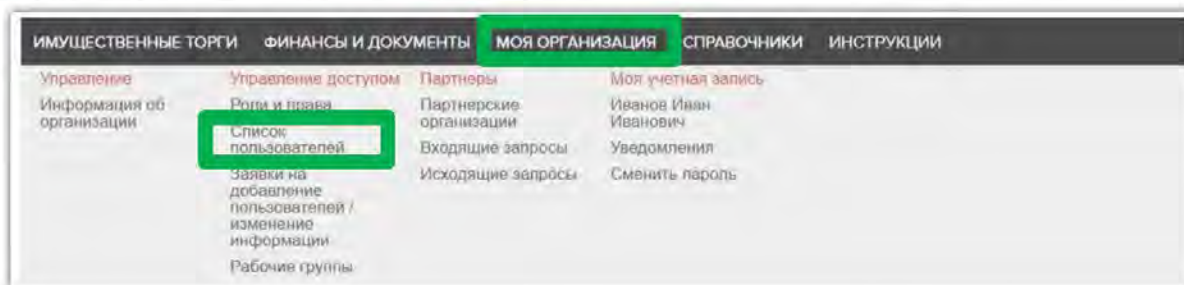 ИМУЩЕСТВЕННЫЕ ТОРГИ ФИНАНСЫ И ДОКУМЕНТЫ МОЯ ОРГАНИЗАЦИЯ СПРАВОЧНИКИ ИНСТРУКЦИИ
Управление
Информация об
организации
Управление доступом
Роли и права
Список
пользователей
Заявки на
добавление
пользователей /
изменение
информации
Рабочие группы
Партнеры
Партнерские
организации
Входящие запросы
Исходящие запросы
Моя учетная запись
Иванов Иван
Иванович
Уведомления
Сменить пароль